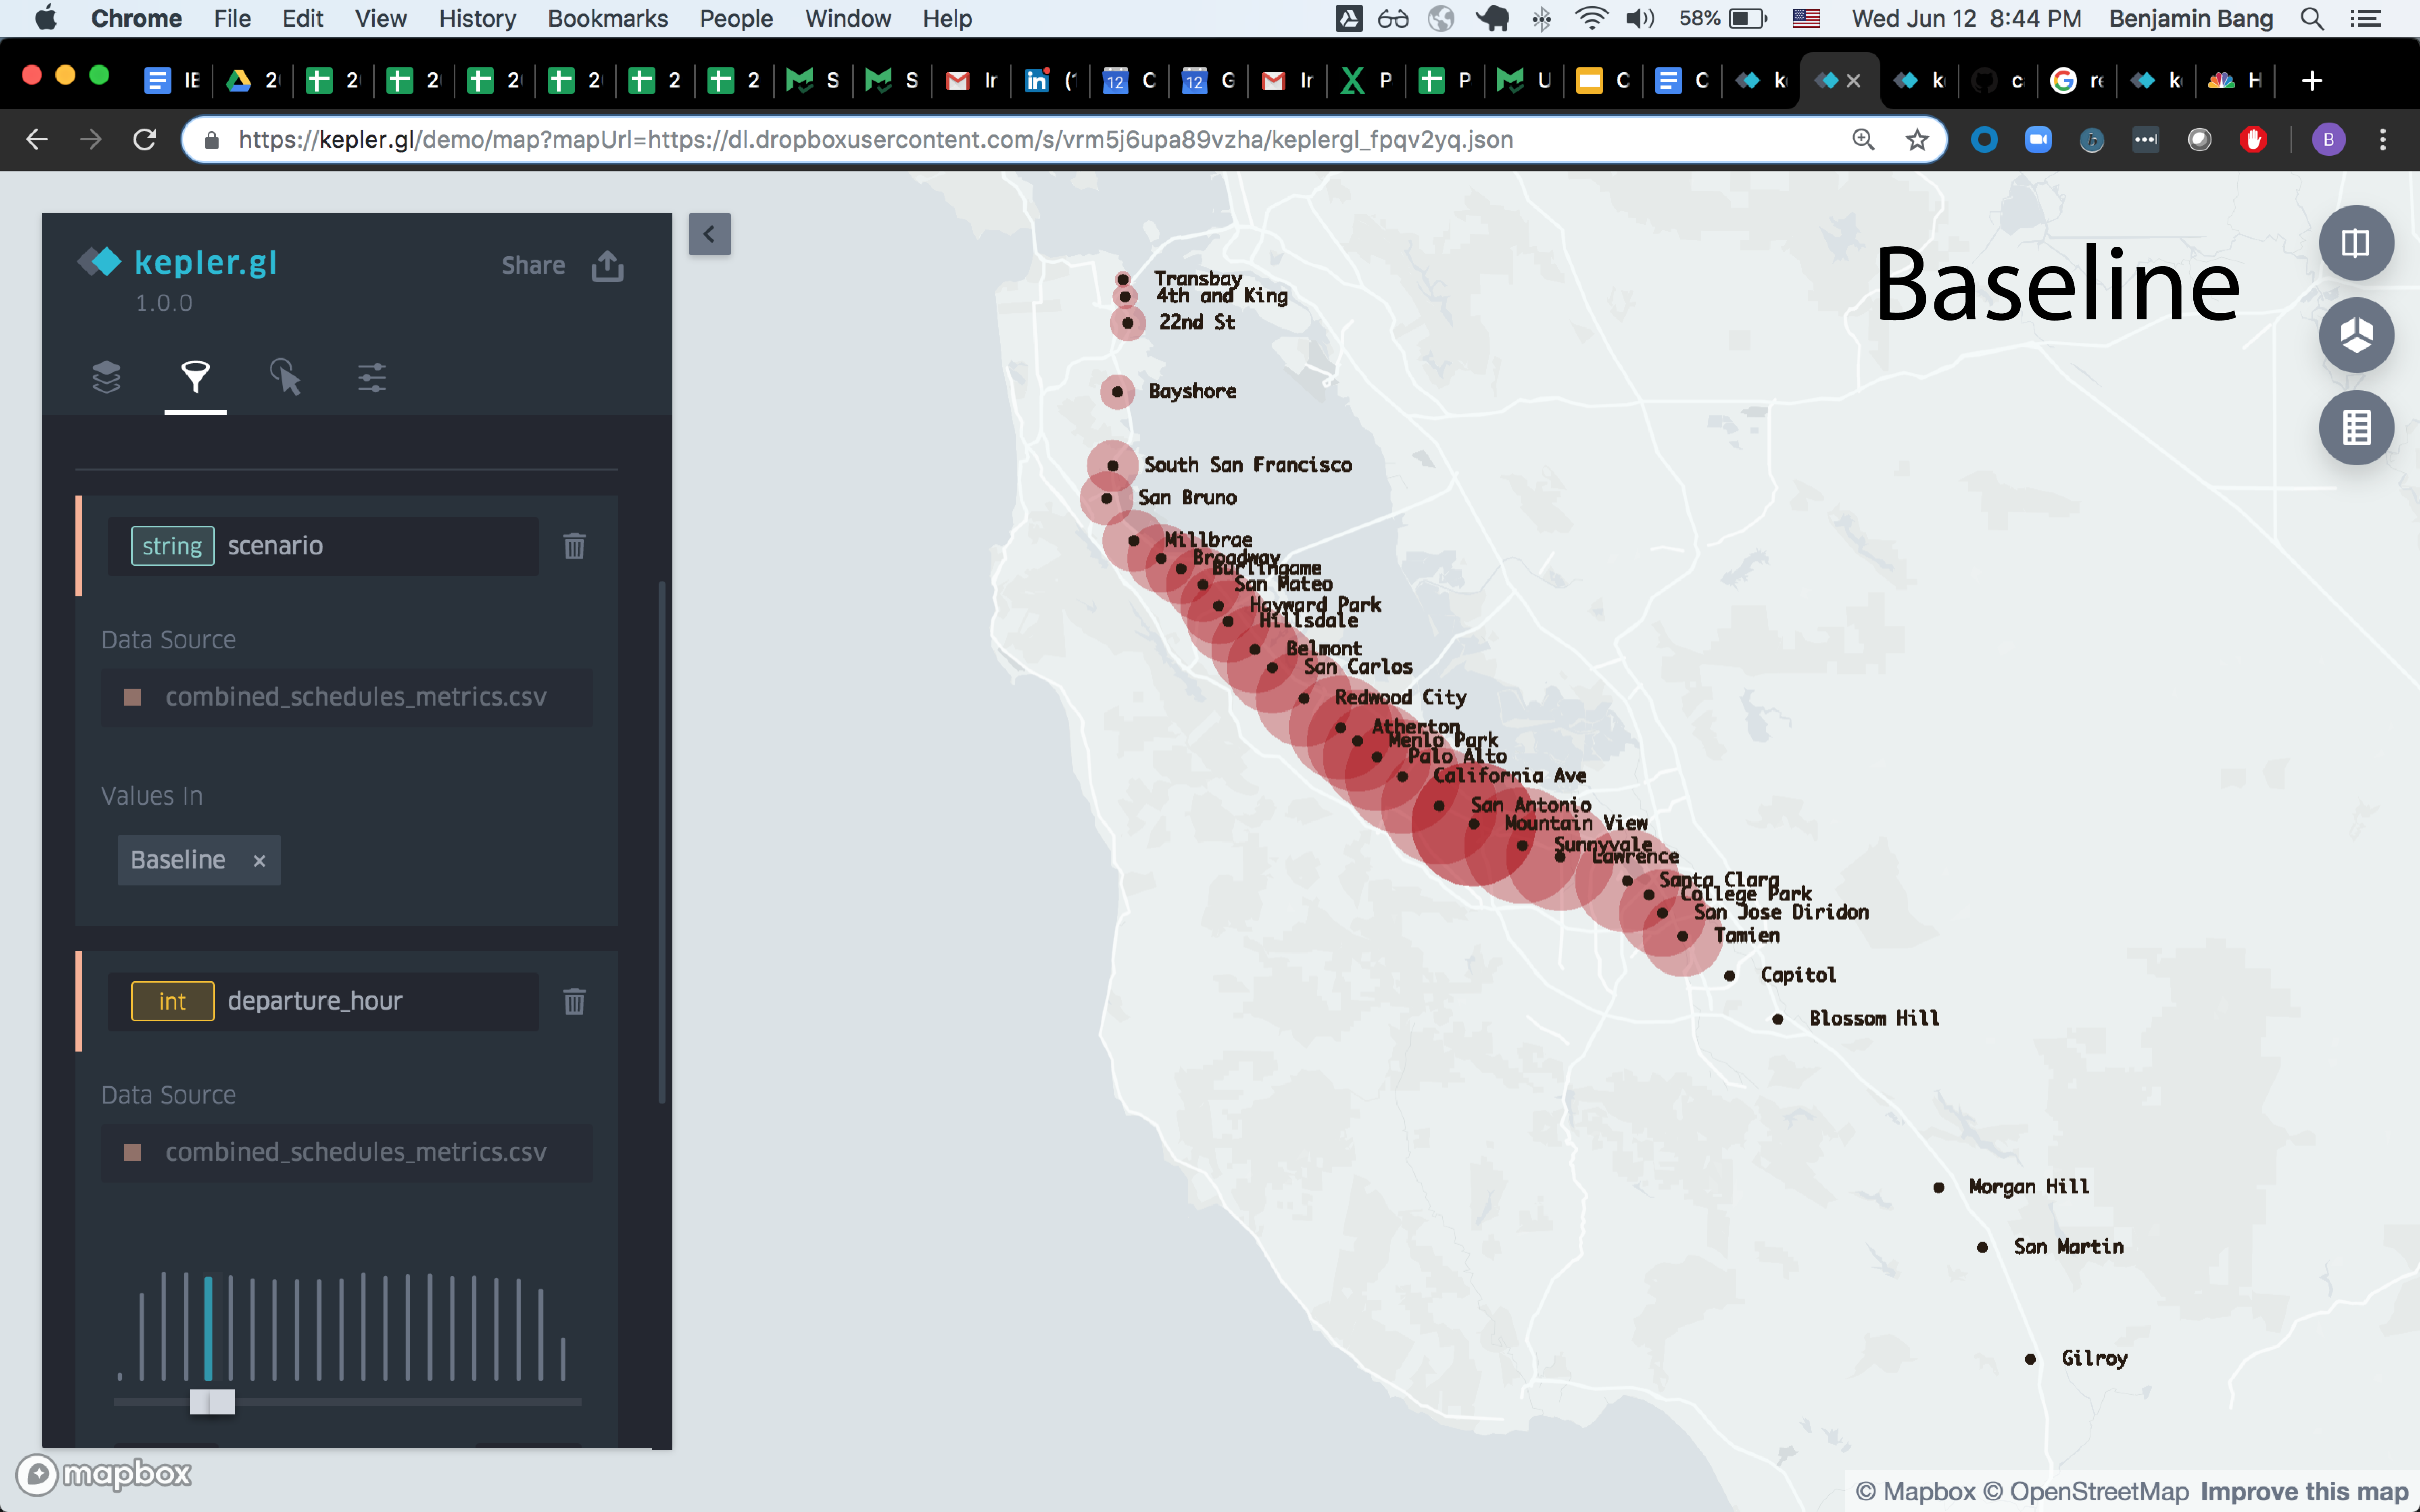 Chrome File Edit View History Bookmarks People Window Help 58% Wed Jun 12 8:44 PM Benjamin Bang
IE 2 2 2 2 2 2 2 S S Ir in (1 12 C 12 G Ir P P U C C k k c re k H
https://kepler.gl/demo/map?mapUrl=https://dl.dropboxusercontent.com/s/vrm5j6upa89vzha/keplergl_fpqv2yq.json B
kepler.gl
1.0.0
Share
string scenario
Data Source
combined_schedules_metrics.csv
Values In
Baseline ×
int departure_hour
Data Source
combined_schedules_metrics.csv
mapbox
Baseline
Transbay
4th and King
22nd St
Bayshore
South San Francisco
San Bruno
Millbrae
Broadway
Burlingame
San Mateo
Hayward Park
Hillsdale
Belmont
San Carlos
Redwood City
Atherton
Menlo Park
Palo Alto
California Ave
San Antonio
Mountain View
Sunnyvale
Lawrence
Santa Clara
College Park
San Jose Diridon
Tamien
Capitol
Blossom Hill
Morgan Hill
San Martin
Gilroy
© Mapbox © OpenStreetMap Improve this map